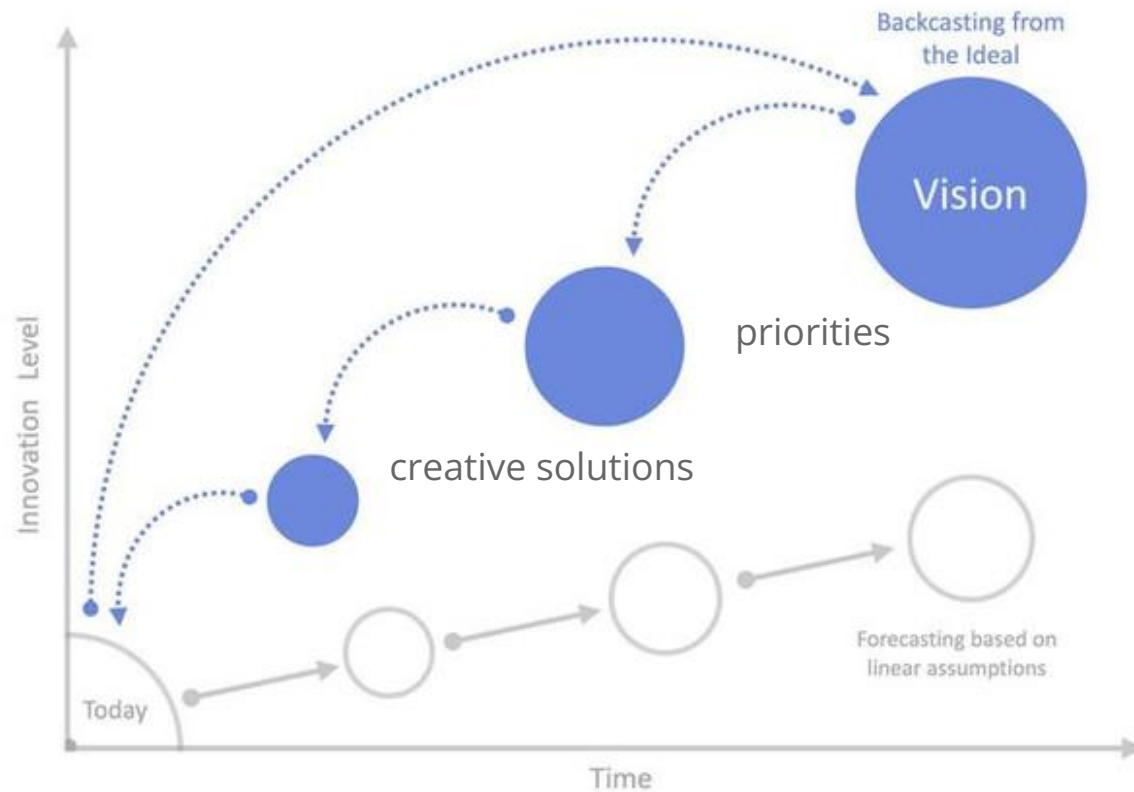 Backcasting from
the Ideal
Vision
priorities
creative solutions
Innovation Level
Forecasting based on
linear assumptions
Today
Time